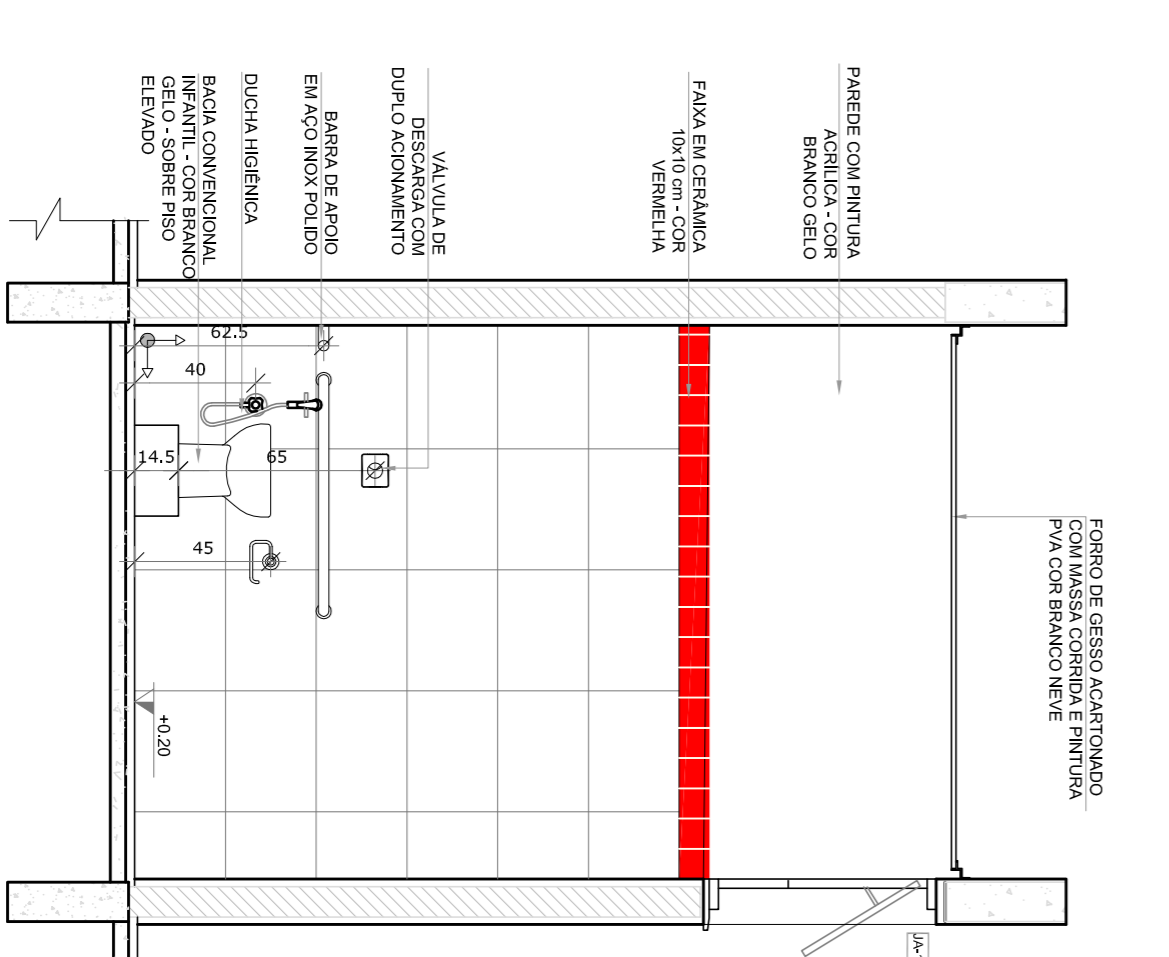 PAREDE COM PINTURA
ACRÍLICA - COR
BRANCO GELO
FAIXA EM CERÂMICA
10x10 cm - COR
VERMELHA
VÁLVULA DE
DESCARGA COM
DUPLO ACIONAMENTO
BARRA DE APOIO
EM AÇO INOX POLIDO
DUCHA HIGIÊNICA
BACIA CONVENCIONAL
INFANTIL - COR BRANCO
GELO - SOBRE PISO
ELEVADO
FORRO DE GESSO ACARTONADO
COM MASSA CORRIDA E PINTURA
PVA COR BRANCO NEVE
62.5
40
14.5
65
45
+0.20